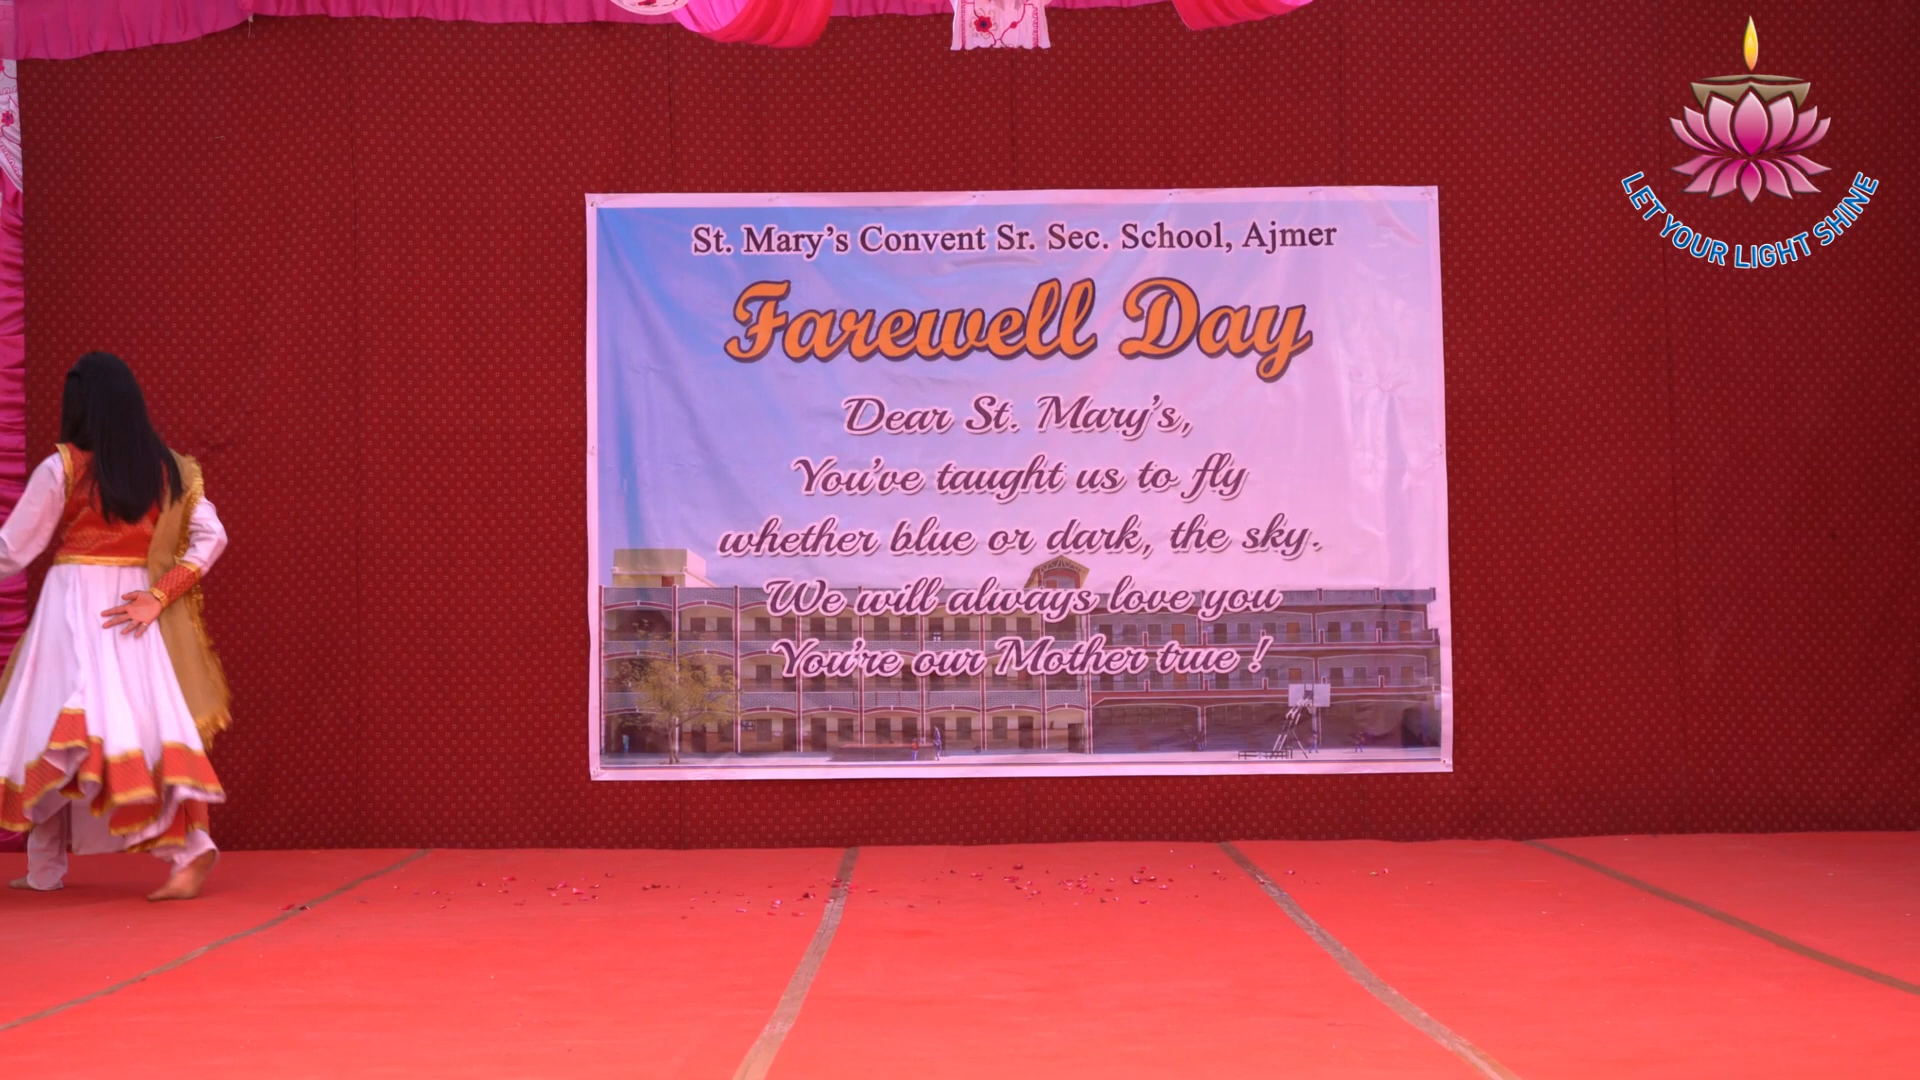 St. Mary's Convent Sr. Sec. School, Ajmer
Farewell Day
Dear St. Mary's,
You've taught us to fly
whether blue or dark, the sky.
We will always love you
You're our Mother true !
LET YOUR LIGHT SHINE